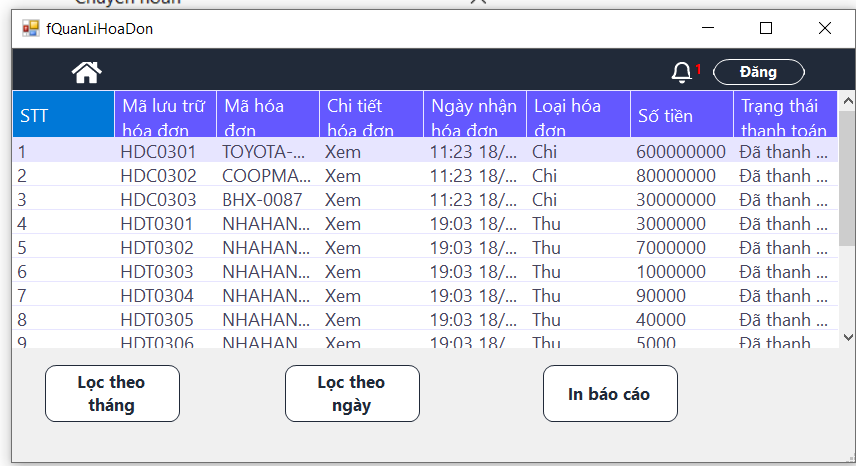 Chuyển hoàn
fQuanLiHoaDon
1
Đăng
STT
Mã lưu trữ hóa đơn
Mã hóa đơn
Chi tiết hóa đơn
Ngày nhận hóa đơn
Loại hóa đơn
Số tiền
Trạng thái thanh toán
1 HDC0301 TOYOTA-... Xem 11:23 18/... Chi 600000000 Đã thanh ...
2 HDC0302 COOPMA... Xem 11:23 18/... Chi 80000000 Đã thanh ...
3 HDC0303 BHX-0087 Xem 11:23 18/... Chi 30000000 Đã thanh ...
4 HDT0301 NHAHAN... Xem 19:03 18/... Thu 3000000 Đã thanh ...
5 HDT0302 NHAHAN... Xem 19:03 18/... Thu 7000000 Đã thanh ...
6 HDT0303 NHAHAN... Xem 19:03 18/... Thu 1000000 Đã thanh ...
7 HDT0304 NHAHAN... Xem 19:03 18/... Thu 90000 Đã thanh ...
8 HDT0305 NHAHAN... Xem 19:03 18/... Thu 40000 Đã thanh ...
9 HDT0306 NHAHAN... Xem 19:03 18/... Thu 5000 Đã thanh ...
Lọc theo
tháng
Lọc theo
ngày
In báo cáo